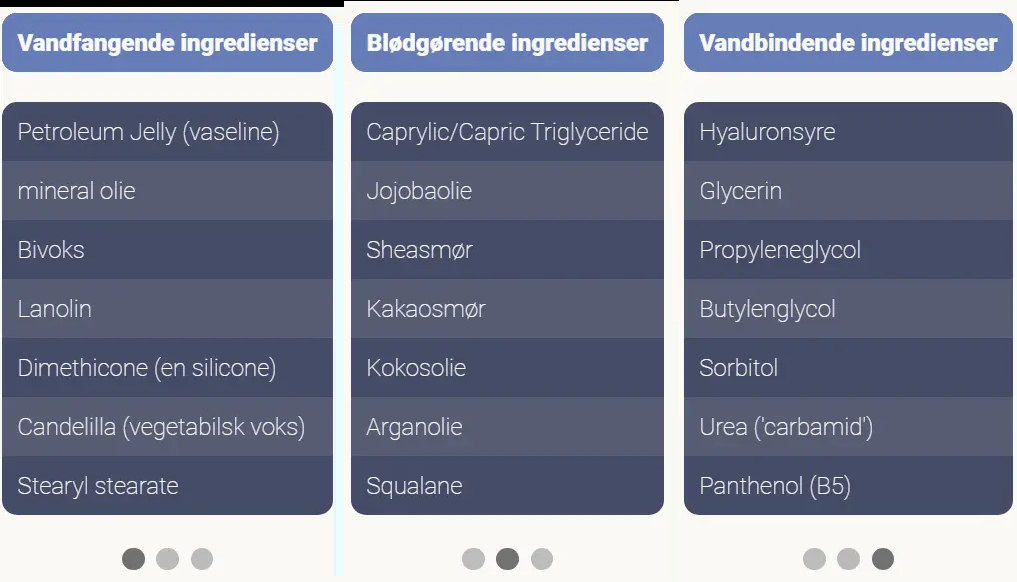 Vandfangende ingredienser
Petroleum Jelly (vaseline)
mineral olie
Bivoks
Lanolin
Dimethicone (en silicone)
Candelilla (vegetabilsk voks)
Stearyl stearate
Blødgørende ingredienser
Caprylic/Capric Triglyceride
Jojobaolie
Sheasmør
Kakaosmør
Kokosolie
Arganolie
Squalane
Vandbindende ingredienser
Hyaluronsyre
Glycerin
Propyleneglycol
Butylenglycol
Sorbitol
Urea ('carbamid')
Panthenol (B5)